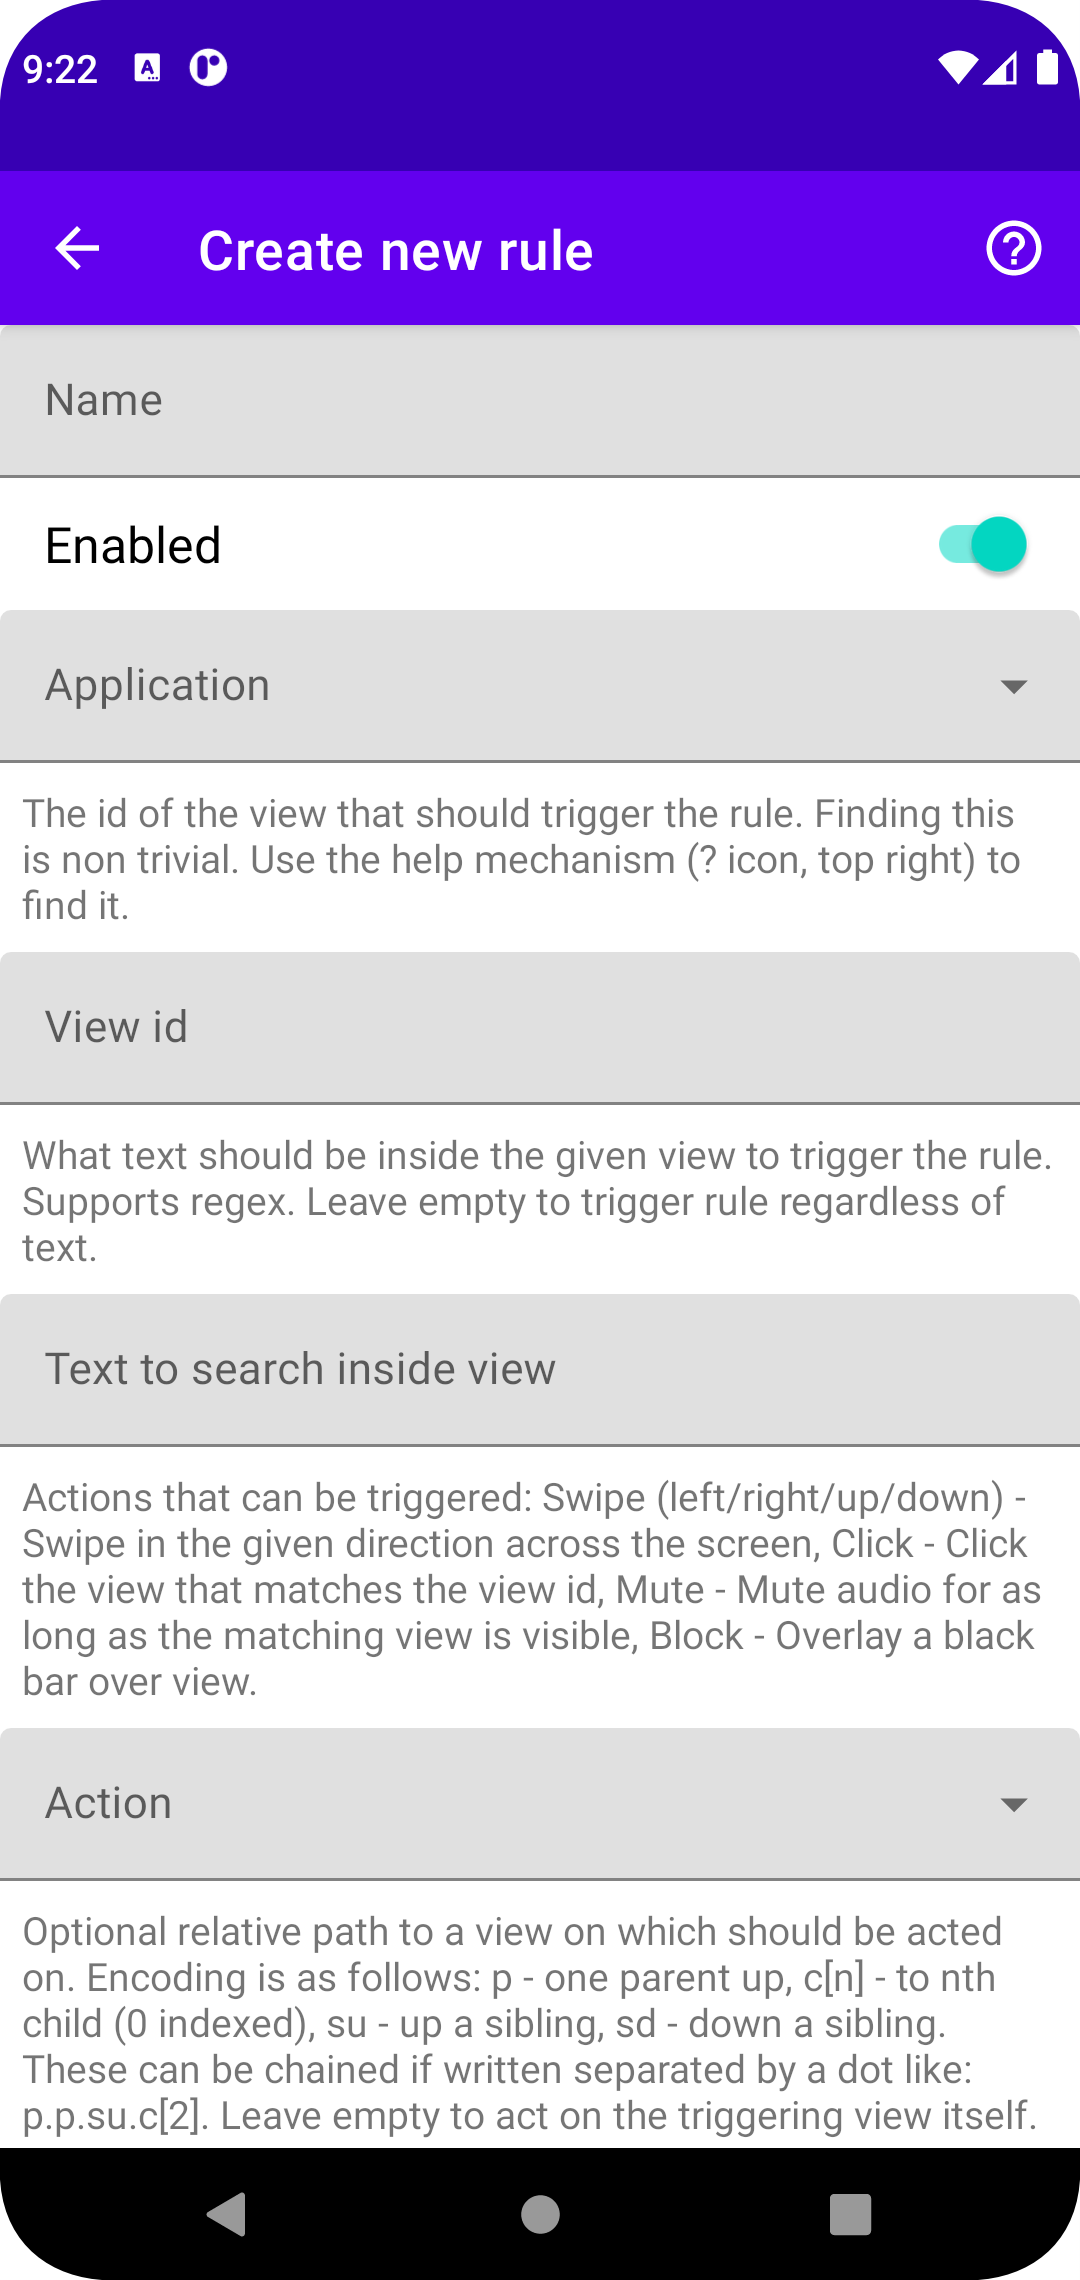 9:22
Create new rule
Name
Enabled
Application
The id of the view that should trigger the rule. Finding this
is non trivial. Use the help mechanism (? icon, top right) to
find it.
View id
What text should be inside the given view to trigger the rule.
Supports regex. Leave empty to trigger rule regardless of
text.
Text to search inside view
Actions that can be triggered: Swipe (left/right/up/down) -
Swipe in the given direction across the screen, Click - Click
the view that matches the view id, Mute - Mute audio for as
long as the matching view is visible, Block - Overlay a black
bar over view.
Action
Optional relative path to a view on which should be acted
on. Encoding is as follows: p - one parent up, c[n] - to nth
child (0 indexed), su - up a sibling, sd - down a sibling.
These can be chained if written separated by a dot like:
p.p.su.c[2]. Leave empty to act on the triggering view itself.